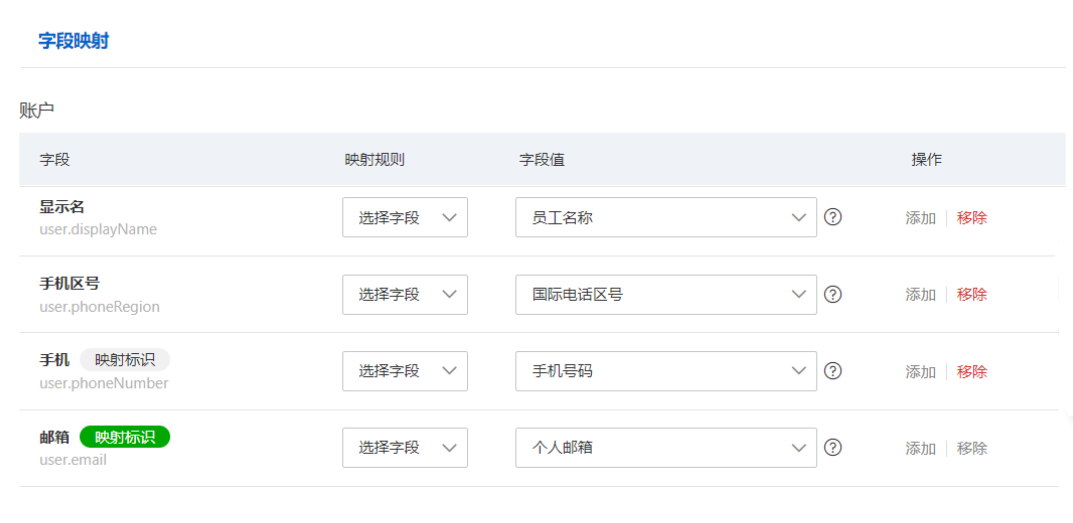 字段映射
账户
字段 映射规则 字段值 操作
显示名 选择字段 员工名称 添加 移除
user.displayName
手机区号 选择字段 国际电话区号 添加 移除
user.phoneRegion
手机 映射标识 选择字段 手机号码 添加 移除
user.phoneNumber
邮箱 映射标识 选择字段 个人邮箱 添加 移除
user.email